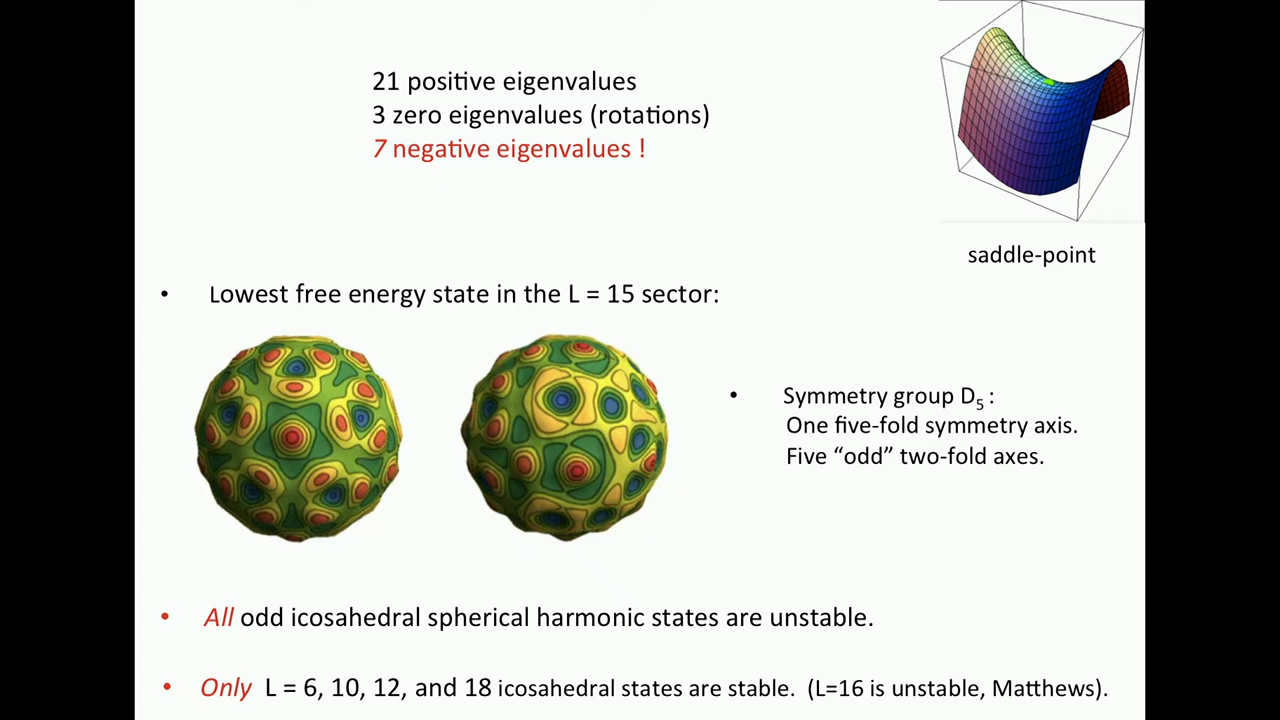 21 positive eigenvalues
3 zero eigenvalues (rotations)
7 negative eigenvalues !
saddle-point
• Lowest free energy state in the L = 15 sector:
• Symmetry group D₅ :
One five-fold symmetry axis.
Five “odd” two-fold axes.
• All odd icosahedral spherical harmonic states are unstable.
• Only L = 6, 10, 12, and 18 icosahedral states are stable. (L=16 is unstable, Matthews).